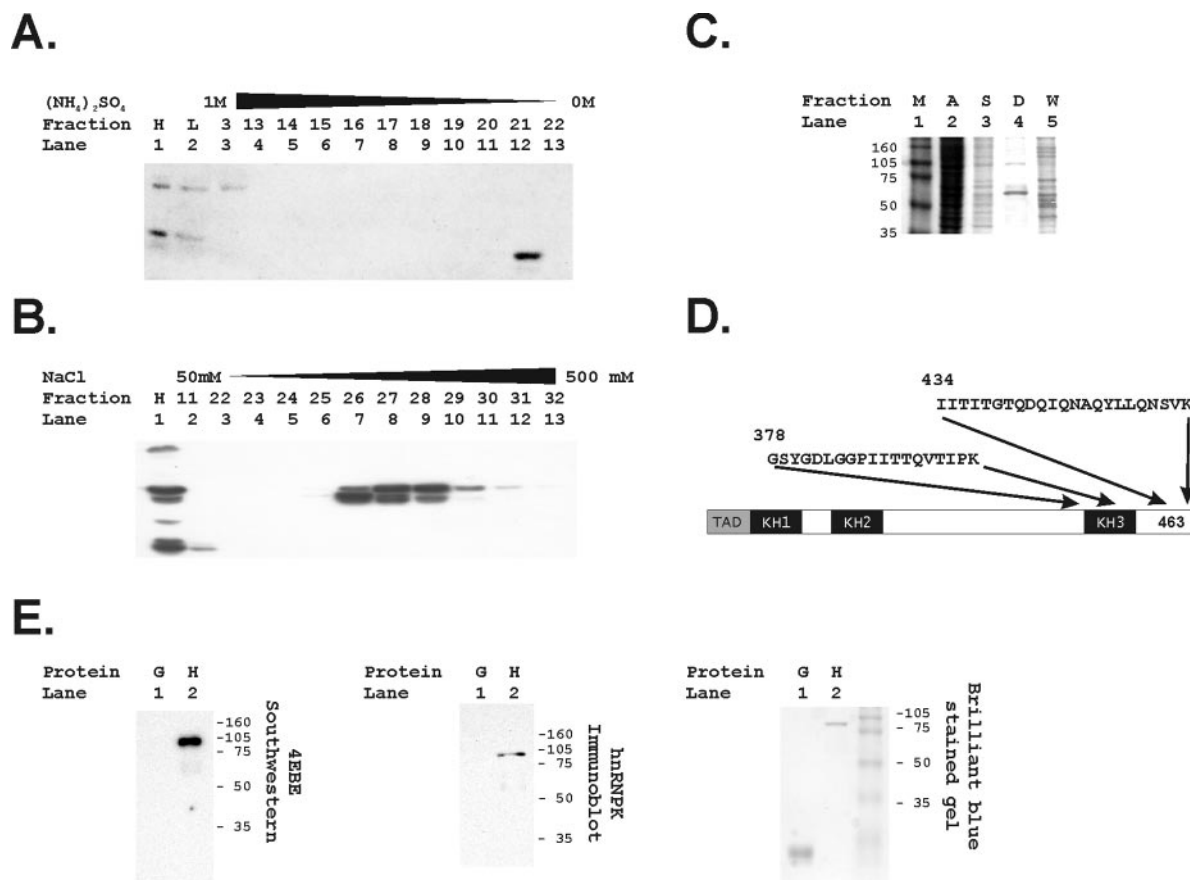 A.
(NH₄)₂SO₄ 1M 0M
Fraction H L 3 13 14 15 16 17 18 19 20 21 22
Lane 1 2 3 4 5 6 7 8 9 10 11 12 13
B.
NaCl 50mM 500 mM
Fraction H 11 22 23 24 25 26 27 28 29 30 31 32
Lane 1 2 3 4 5 6 7 8 9 10 11 12 13
C.
Fraction M A S D W
Lane 1 2 3 4 5
160
105
75
50
35
D.
434
IITITGTQDQIQNAQYLLQNSVK
378
GSYGDLGGPIITTQVTIPK
TAD KH1 KH2 KH3 463
E.
Protein G H
Lane 1 2
-160
-105
-75
- 50
- 35
4EBE
Southwestern
Protein G H
Lane 1 2
-160
-105
-75
- 50
- 35
hnRNPK
Immunoblot
Protein G H
Lane 1 2
-105
-75
- 50
- 35
Brilliant blue
stained gel